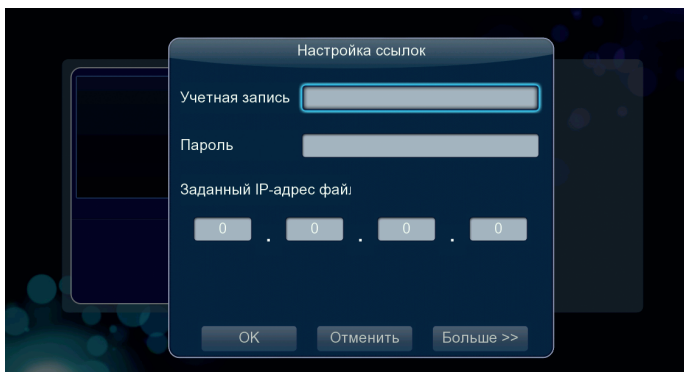 Настройка ссылок
Учетная запись
Пароль
Заданный IP-адрес фай
0 . 0 . 0 . 0
OK Отменить Больше >>